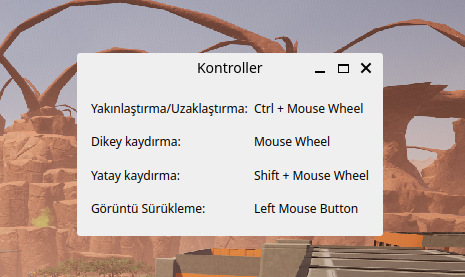 Kontroller
Yakınlaştırma/Uzaklaştırma: Ctrl + Mouse Wheel
Dikey kaydırma: Mouse Wheel
Yatay kaydırma: Shift + Mouse Wheel
Görüntü Sürükleme: Left Mouse Button